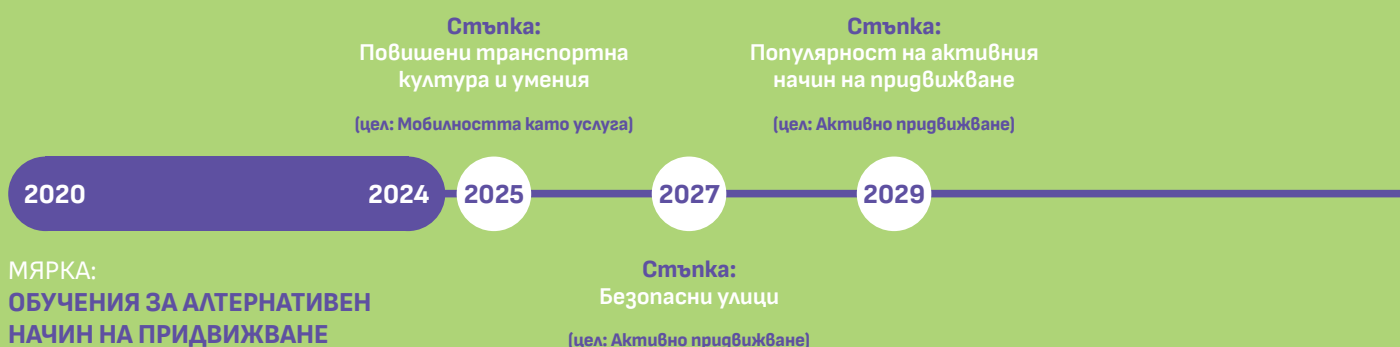 Стъпка:
Повишени транспортна
култура и умения
(цел: Мобилността като услуга)
Стъпка:
Популярност на активния
начин на придвижване
(цел: Активно придвижване)
2020
2024
2025
2027
2029
МЯРКА:
ОБУЧЕНИЯ ЗА АЛТЕРНАТИВЕН
НАЧИН НА ПРИДВИЖВАНЕ
Стъпка:
Безопасни улици
(цел: Активно придвижване)